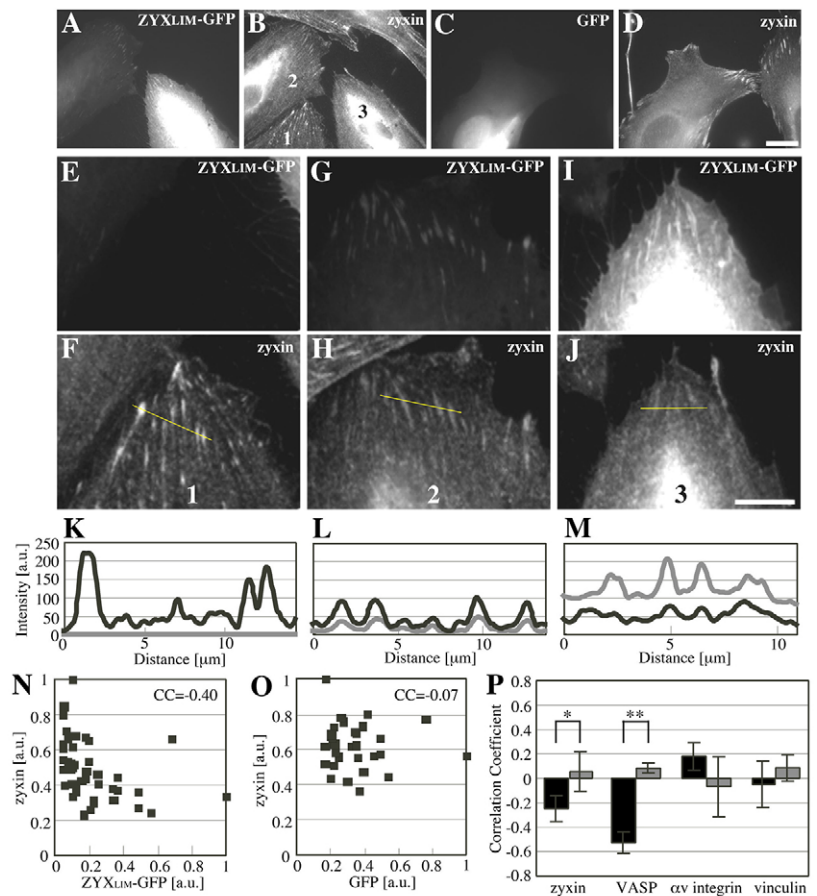 A ZYXLIM-GFP B zyxin C GFP D zyxin
2
3
1
E ZYXLIM-GFP G ZYXLIM-GFP I ZYXLIM-GFP
F zyxin H zyxin J zyxin
1 2 3
K L M
Intensity [a.u.]
250
200
150
100
50
0
0 5 10
0 5 10
0 5 10
Distance [μm] Distance [μm] Distance [μm]
N
CC=-0.40
zyxin [a.u.]
1
0.8
0.6
0.4
0.2
0
0 0.2 0.4 0.6 0.8 1
ZYXLIM-GFP [a.u.]
O
CC=-0.07
zyxin [a.u.]
1
0.8
0.6
0.4
0.2
0
0 0.2 0.4 0.6 0.8 1
GFP [a.u.]
P
Correlation Coefficient
0.8
0.6
0.4
0.2
0
-0.2
-0.4
-0.6
-0.8
* **
zyxin VASP αv integrin vinculin